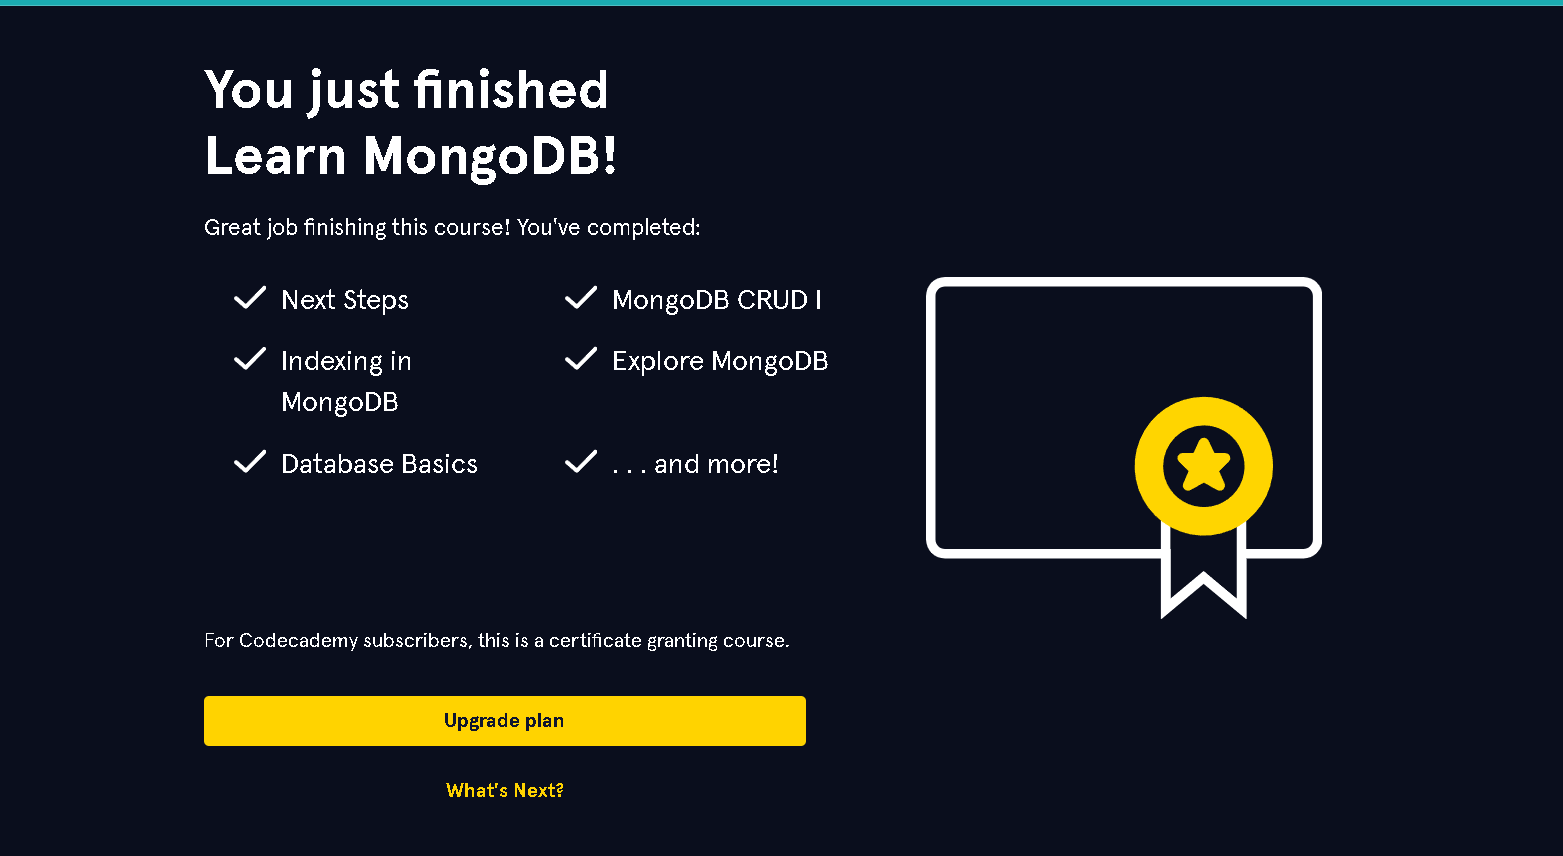 You just finished
Learn MongoDB!
Great job finishing this course! You've completed:
Next Steps
MongoDB CRUD I
Indexing in
MongoDB
Explore MongoDB
Database Basics
. . . and more!
For Codecademy subscribers, this is a certificate granting course.
Upgrade plan
What's Next?